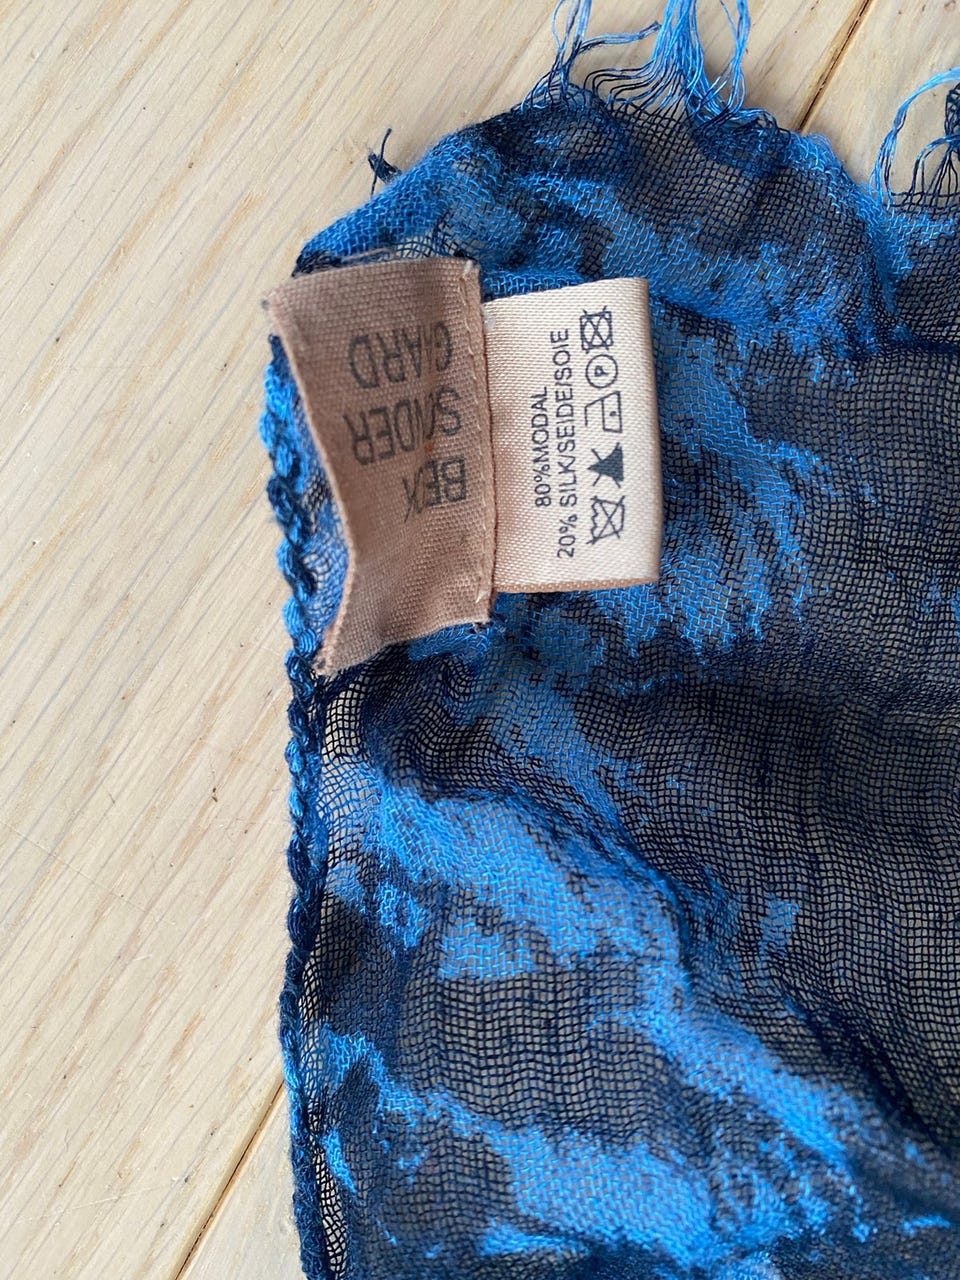 BECK
SÖNDER
GAARD
80%MODAL
20% SILK/SEIDE/SOIE
P